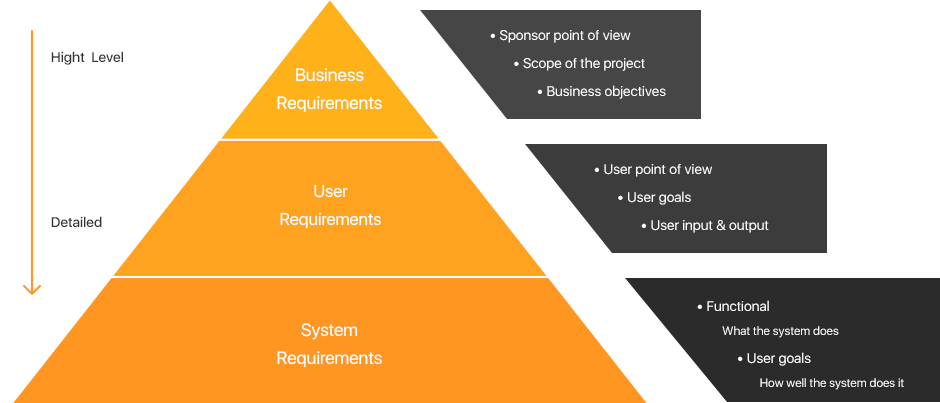 Hight Level
Detailed
Business
Requirements
User
Requirements
System
Requirements
• Sponsor point of view
• Scope of the project
• Business objectives
• User point of view
• User goals
• User input & output
• Functional
What the system does
• User goals
How well the system does it